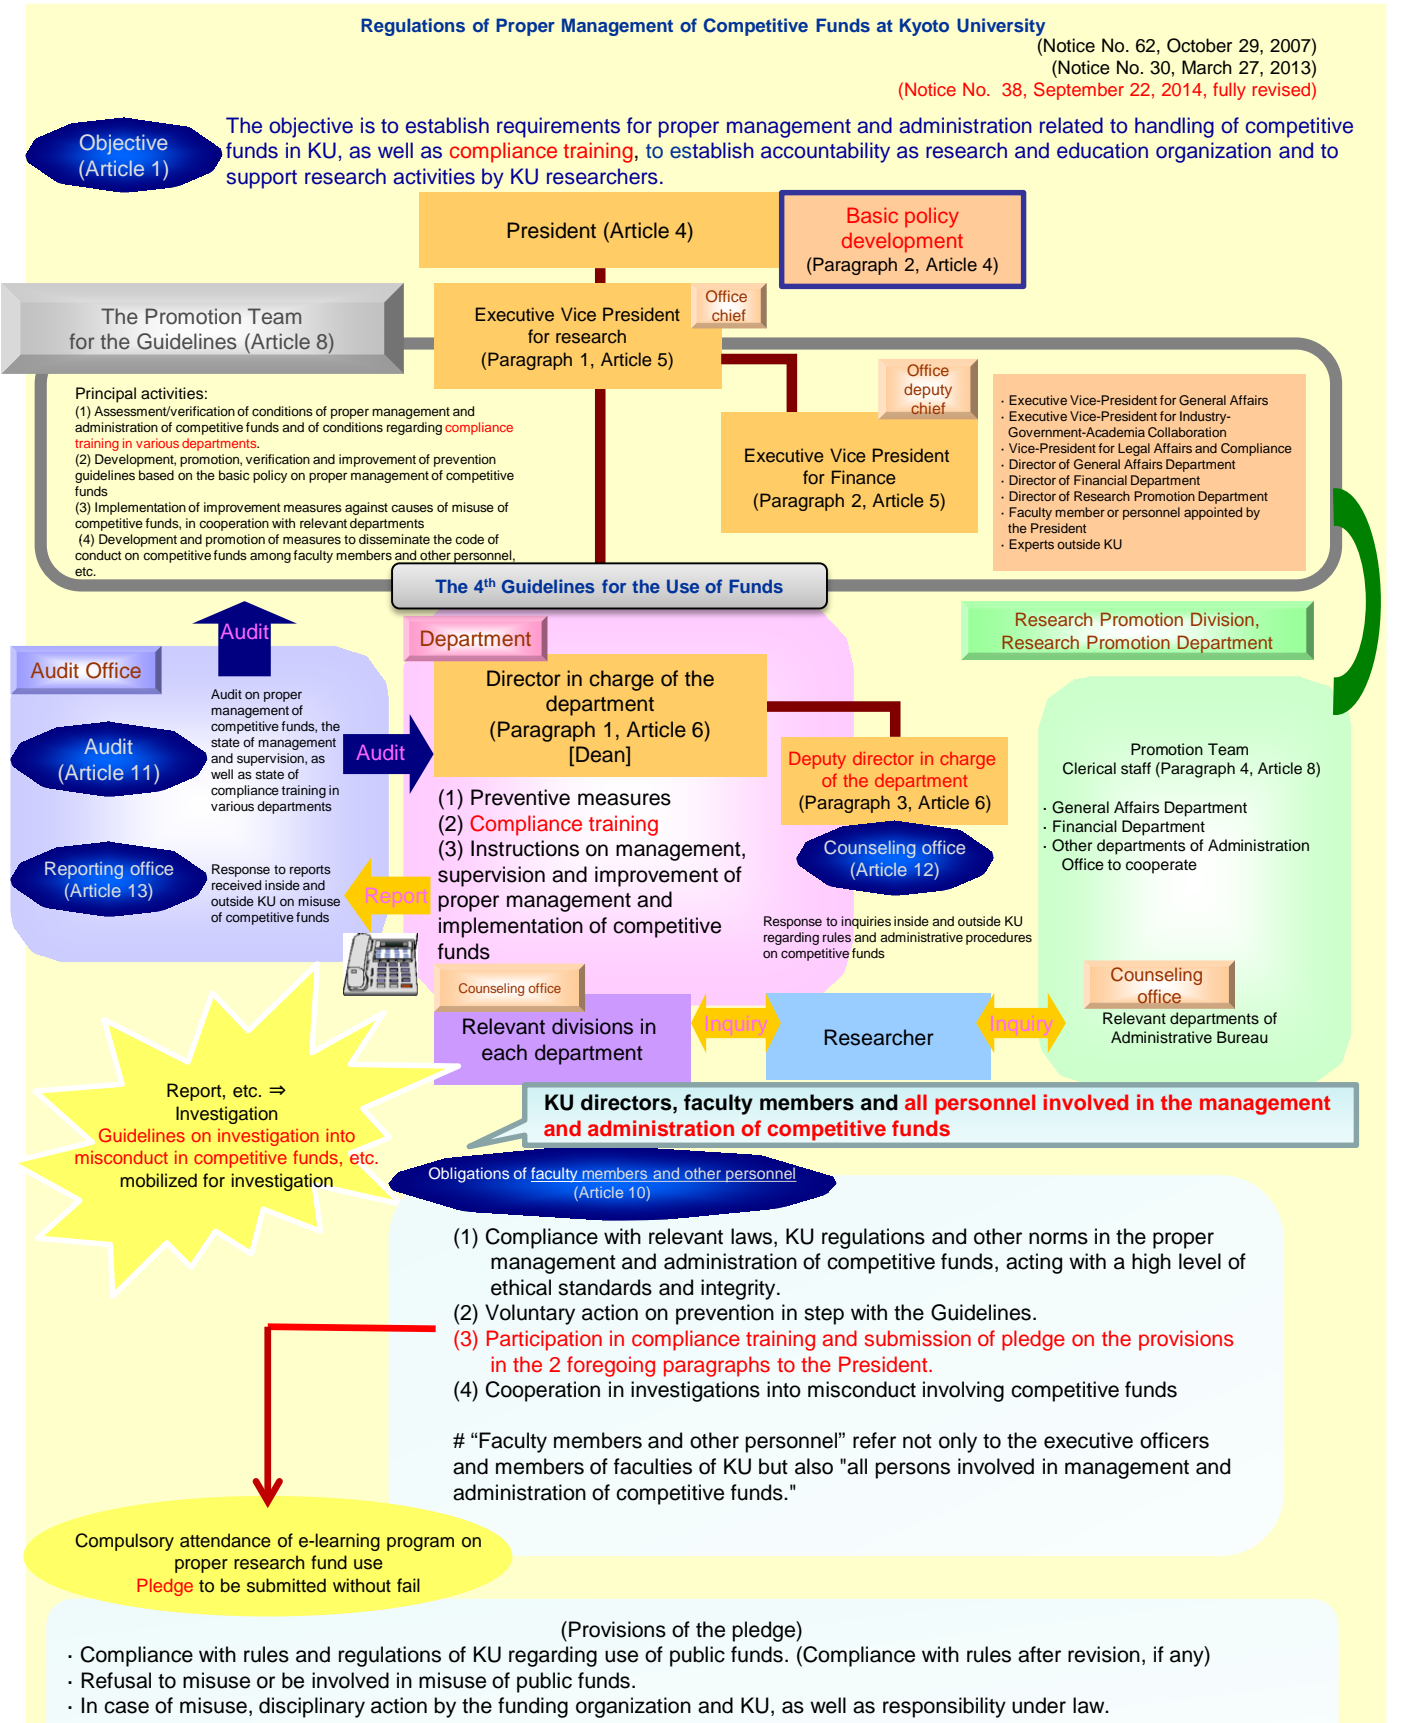 Regulations of Proper Management of Competitive Funds at Kyoto University
(Notice No. 62, October 29, 2007)
(Notice No. 30, March 27, 2013)
(Notice No. 38, September 22, 2014, fully revised)
Objective
(Article 1)
The objective is to establish requirements for proper management and administration related to handling of competitive
funds in KU, as well as compliance training, to establish accountability as research and education organization and to
support research activities by KU researchers.
President (Article 4)
Basic policy
development
(Paragraph 2, Article 4)
The Promotion Team
for the Guidelines (Article 8)
Executive Vice President
for research
(Paragraph 1, Article 5)
Office
chief
Office
deputy
chief
Executive Vice President
for Finance
(Paragraph 2, Article 5)
Principal activities:
(1) Assessment/verification of conditions of proper management and
administration of competitive funds and of conditions regarding compliance
training in various departments.
(2) Development, promotion, verification and improvement of prevention
guidelines based on the basic policy on proper management of competitive
funds
(3) Implementation of improvement measures against causes of misuse of
competitive funds, in cooperation with relevant departments
(4) Development and promotion of measures to disseminate the code of
conduct on competitive funds among faculty members and other personnel,
etc.
· Executive Vice-President for General Affairs
· Executive Vice-President for Industry-
Government-Academia Collaboration
· Vice-President for Legal Affairs and Compliance
· Director of General Affairs Department
· Director of Financial Department
· Director of Research Promotion Department
· Faculty member or personnel appointed by
the President
· Experts outside KU
The 4th Guidelines for the Use of Funds
Audit
Audit Office
Audit
(Article 11)
Audit on proper
management of
competitive funds, the
state of management
and supervision, as
well as state of
compliance training in
various departments
Audit
Reporting office
(Article 13)
Response to reports
received inside and
outside KU on misuse
of competitive funds
Report
Department
Director in charge of the
department
(Paragraph 1, Article 6)
[Dean]
(1) Preventive measures
(2) Compliance training
(3) Instructions on management,
supervision and improvement of
proper management and
implementation of competitive
funds
Deputy director in charge
of the department
(Paragraph 3, Article 6)
Counseling office
(Article 12)
Response to inquiries inside and outside KU
regarding rules and administrative procedures
on competitive funds
Research Promotion Division,
Research Promotion Department
Promotion Team
Clerical staff (Paragraph 4, Article 8)
· General Affairs Department
· Financial Department
· Other departments of Administration
Office to cooperate
Counseling
office
Relevant departments of
Administrative Bureau
Counseling office
Relevant divisions in
each department
Inquiry
Researcher
Inquiry
Report, etc. ⇒
Investigation
Guidelines on investigation into
misconduct in competitive funds, etc.
mobilized for investigation
KU directors, faculty members and all personnel involved in the management
and administration of competitive funds
Obligations of faculty members and other personnel
(Article 10)
(1) Compliance with relevant laws, KU regulations and other norms in the proper
management and administration of competitive funds, acting with a high level of
ethical standards and integrity.
(2) Voluntary action on prevention in step with the Guidelines.
(3) Participation in compliance training and submission of pledge on the provisions
in the 2 foregoing paragraphs to the President.
(4) Cooperation in investigations into misconduct involving competitive funds
# “Faculty members and other personnel” refer not only to the executive officers
and members of faculties of KU but also "all persons involved in management and
administration of competitive funds."
Compulsory attendance of e-learning program on
proper research fund use
Pledge to be submitted without fail
(Provisions of the pledge)
· Compliance with rules and regulations of KU regarding use of public funds. (Compliance with rules after revision, if any)
· Refusal to misuse or be involved in misuse of public funds.
· In case of misuse, disciplinary action by the funding organization and KU, as well as responsibility under law.